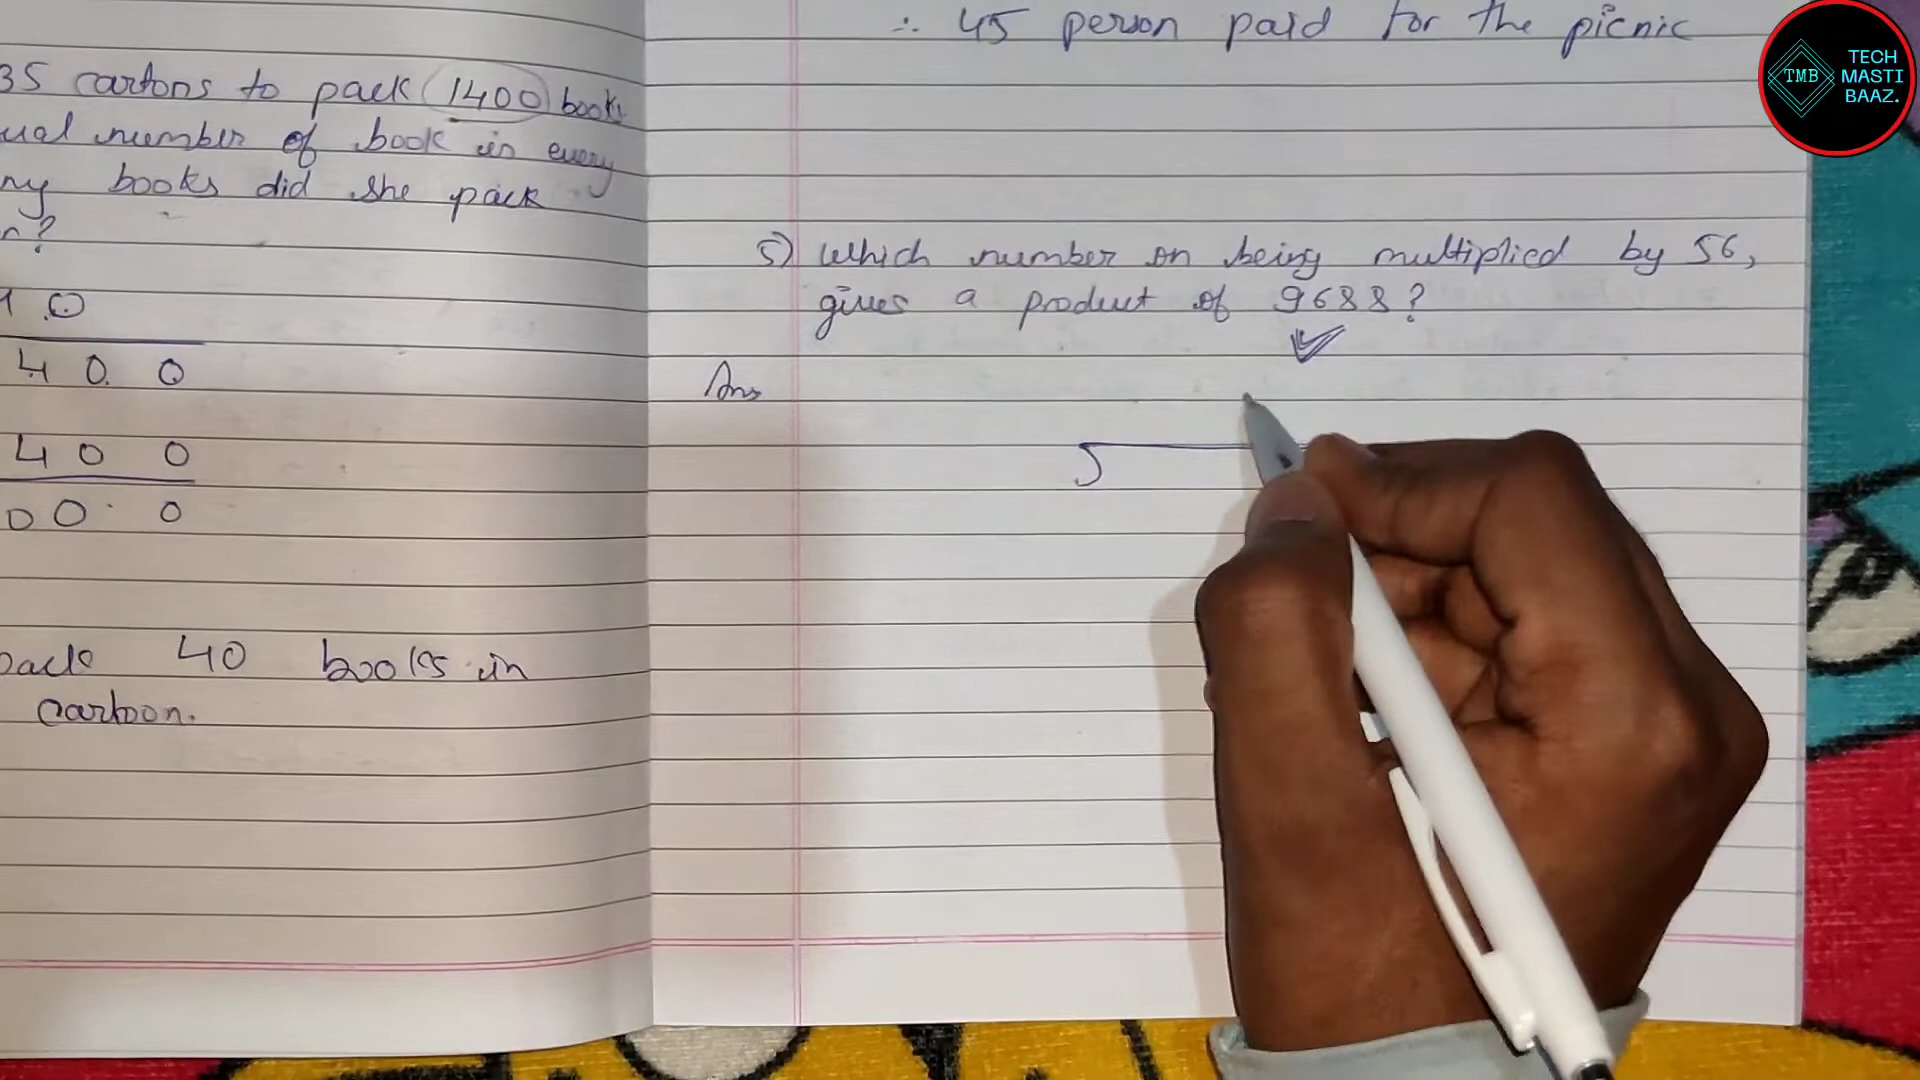 35 cartons to pack 1400 books
ual number of book in every
ny books did she pack
n?
0
4 0 0
4 0 0
0 0 0
pack 40 books in
cartoon.
∴ 45 person paid for the picnic
5) Which number on being multiplied by 56,
gives a product of 9688?
Ans
TMB
TECH
MASTI
BAAZ.